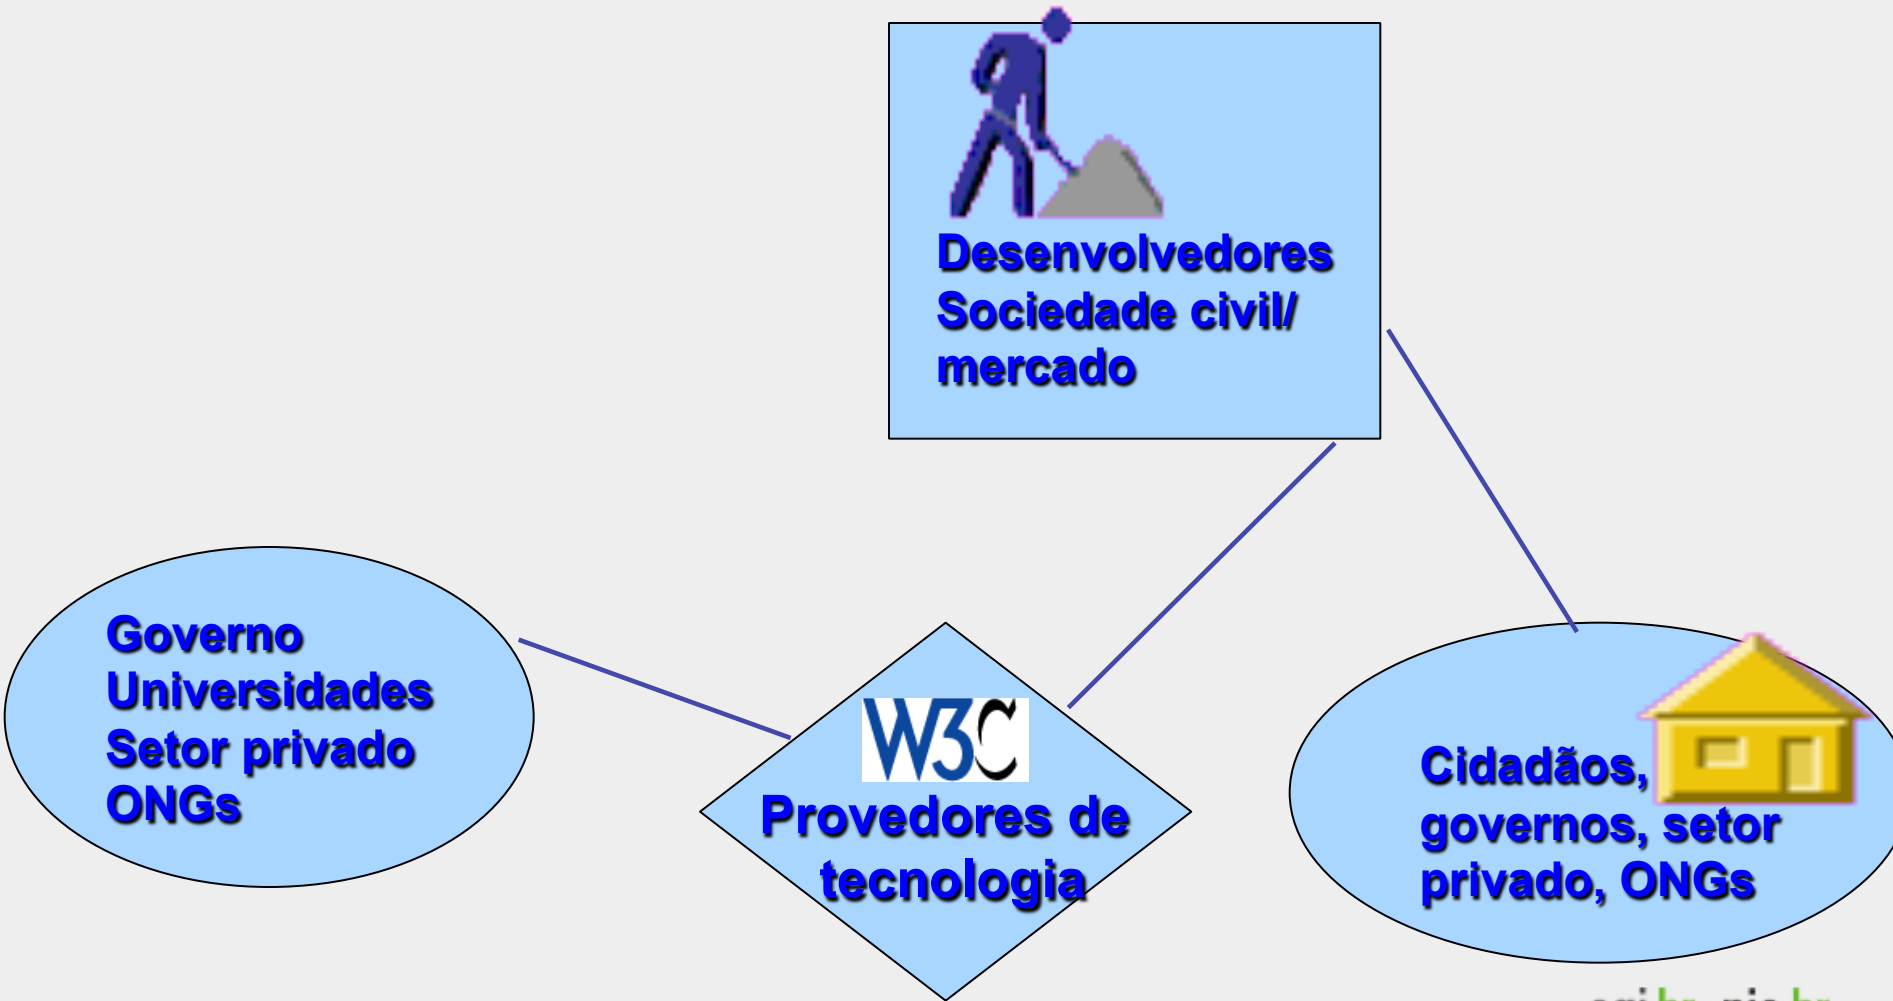 Desenvolvedores
Sociedade civil/
mercado
Governo
Universidades
Setor privado
ONGs
W3C
Provedores de
tecnologia
Cidadãos,
governos, setor
privado, ONGs